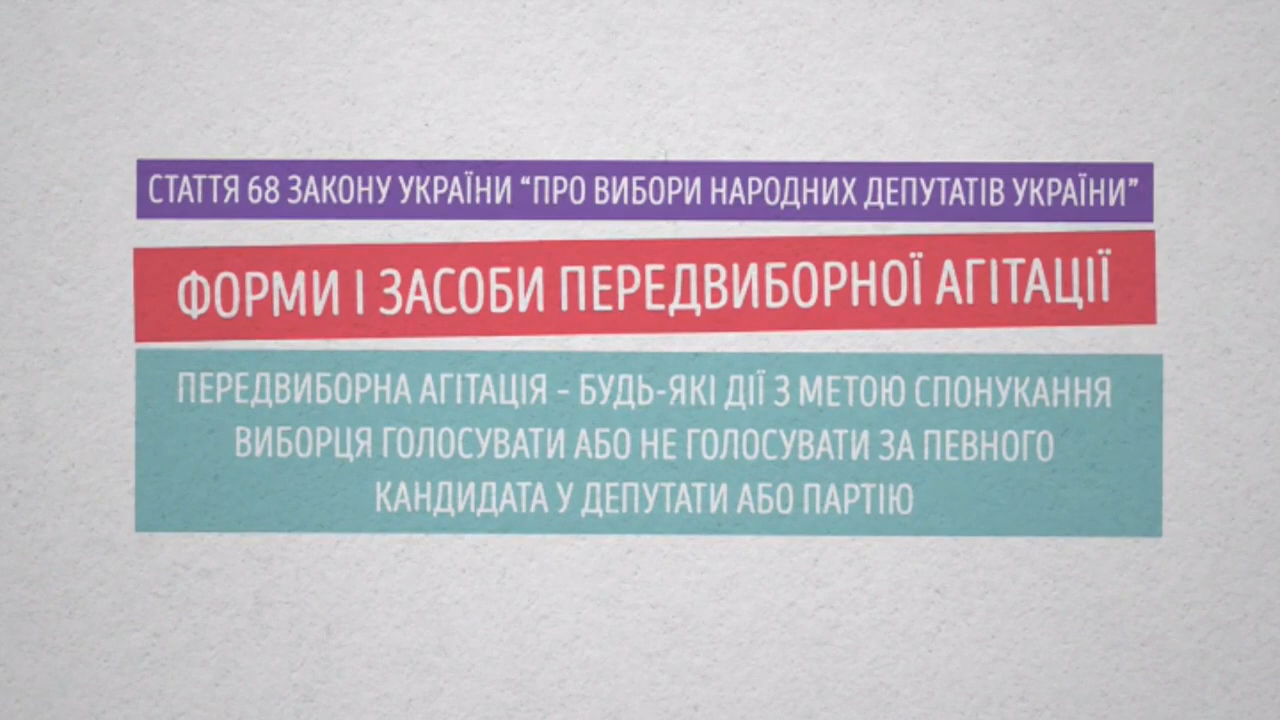 СТАТТЯ 68 ЗАКОНУ УКРАЇНИ “ПРО ВИБОРИ НАРОДНИХ ДЕПУТАТІВ УКРАЇНИ”
ФОРМИ І ЗАСОБИ ПЕРЕДВИБОРНОЇ АГІТАЦІЇ
ПЕРЕДВИБОРНА АГІТАЦІЯ - БУДЬ-ЯКІ ДІЇ З МЕТОЮ СПОНУКАННЯ
ВИБОРЦЯ ГОЛОСУВАТИ АБО НЕ ГОЛОСУВАТИ ЗА ПЕВНОГО
КАНДИДАТА У ДЕПУТАТИ АБО ПАРТІЮ